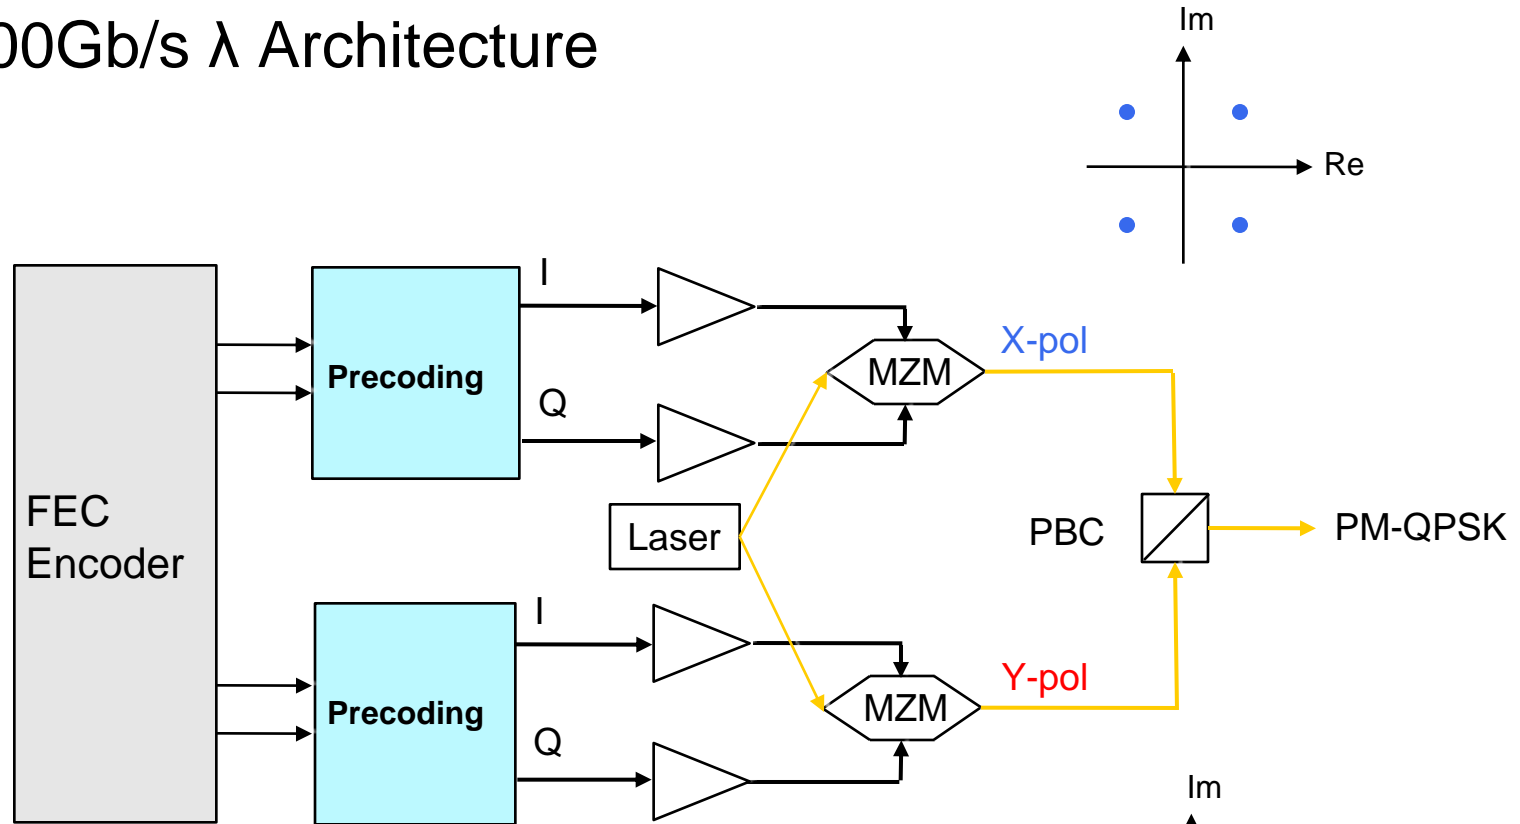 00Gb/s λ Architecture
Im
Re
I
Precoding
Q
MZM
X-pol
FEC
Encoder
Laser
PBC
PM-QPSK
I
Precoding
Q
MZM
Y-pol
Im